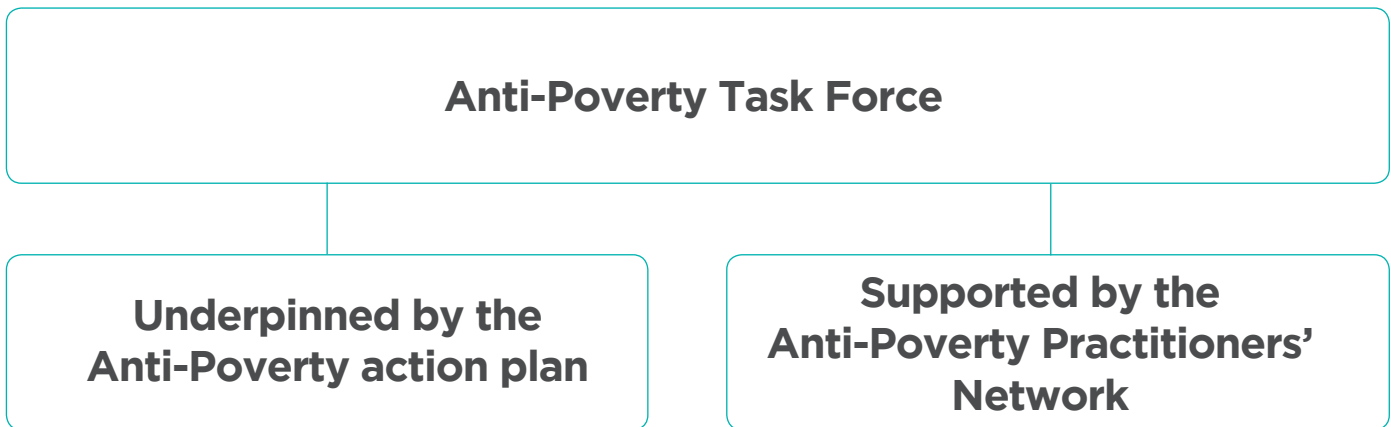 Anti-Poverty Task Force
Underpinned by the
Anti-Poverty action plan
Supported by the
Anti-Poverty Practitioners’
Network